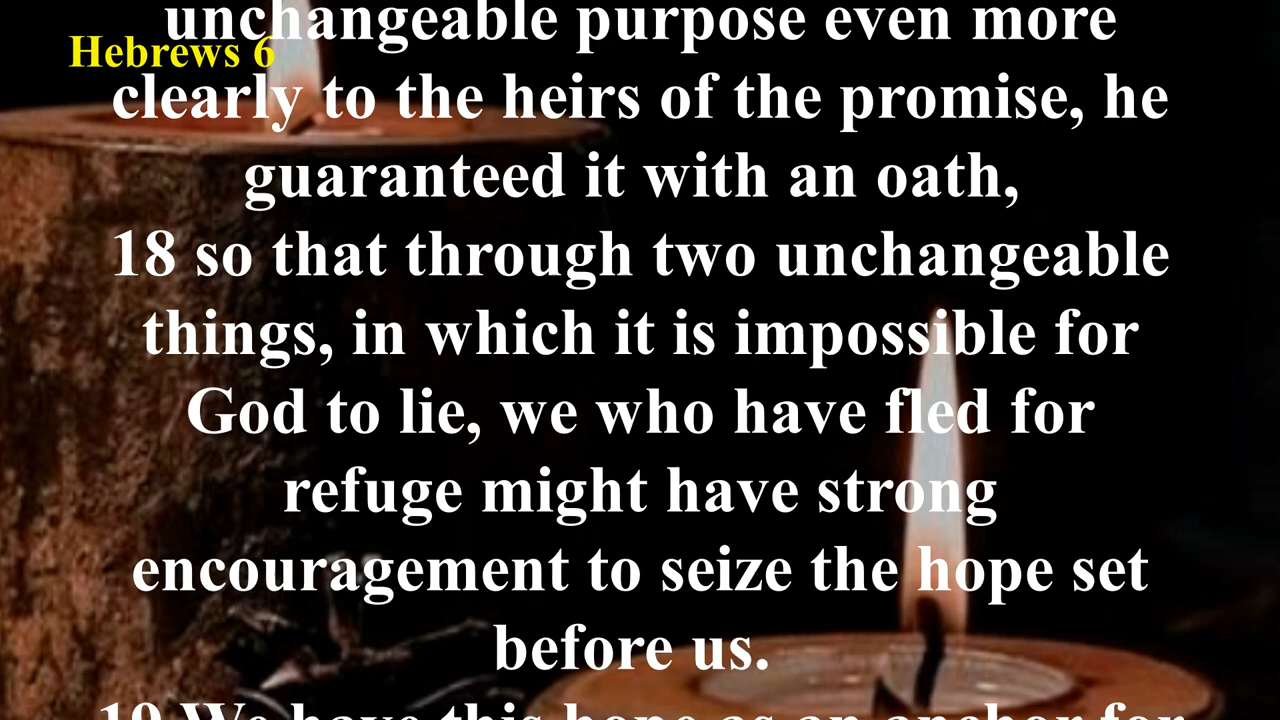 Hebrews 6
unchangeable purpose even more
clearly to the heirs of the promise, he
guaranteed it with an oath,
18 so that through two unchangeable
things, in which it is impossible for
God to lie, we who have fled for
refuge might have strong
encouragement to seize the hope set
before us.
19 We have this hope as an anchor for